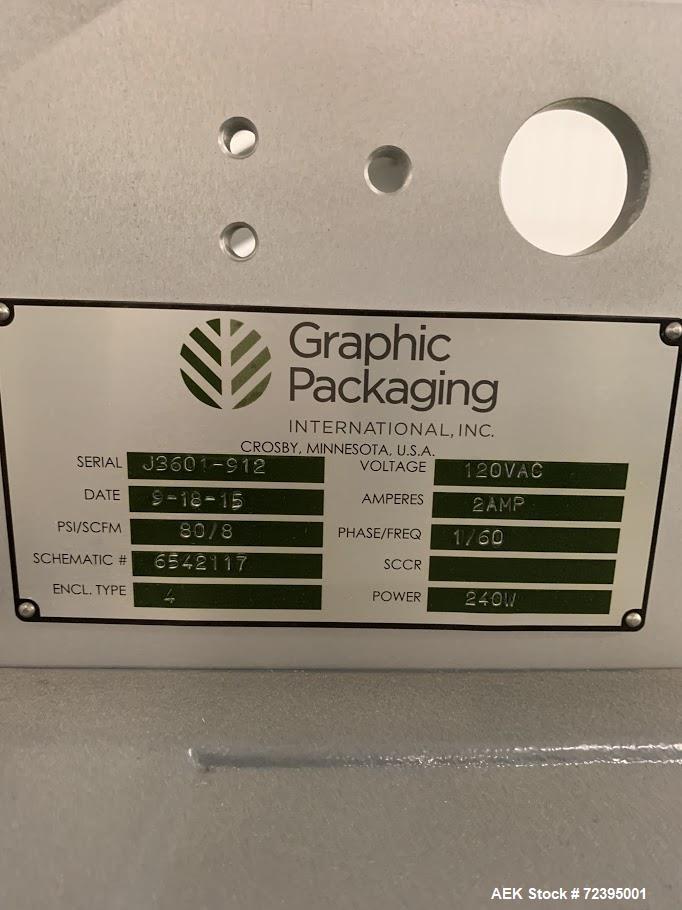 Graphic
Packaging
INTERNATIONAL, INC.
CROSBY, MINNESOTA, U.S.A.
SERIAL J3601-912
VOLTAGE 120VAC
DATE 9-18-15
AMPERES 2AMP
PSI/SCFM 80/8
PHASE/FREQ 1/60
SCHEMATIC # 6542117
SCCR
ENCL. TYPE 4
POWER 240W
AEK Stock # 72395001